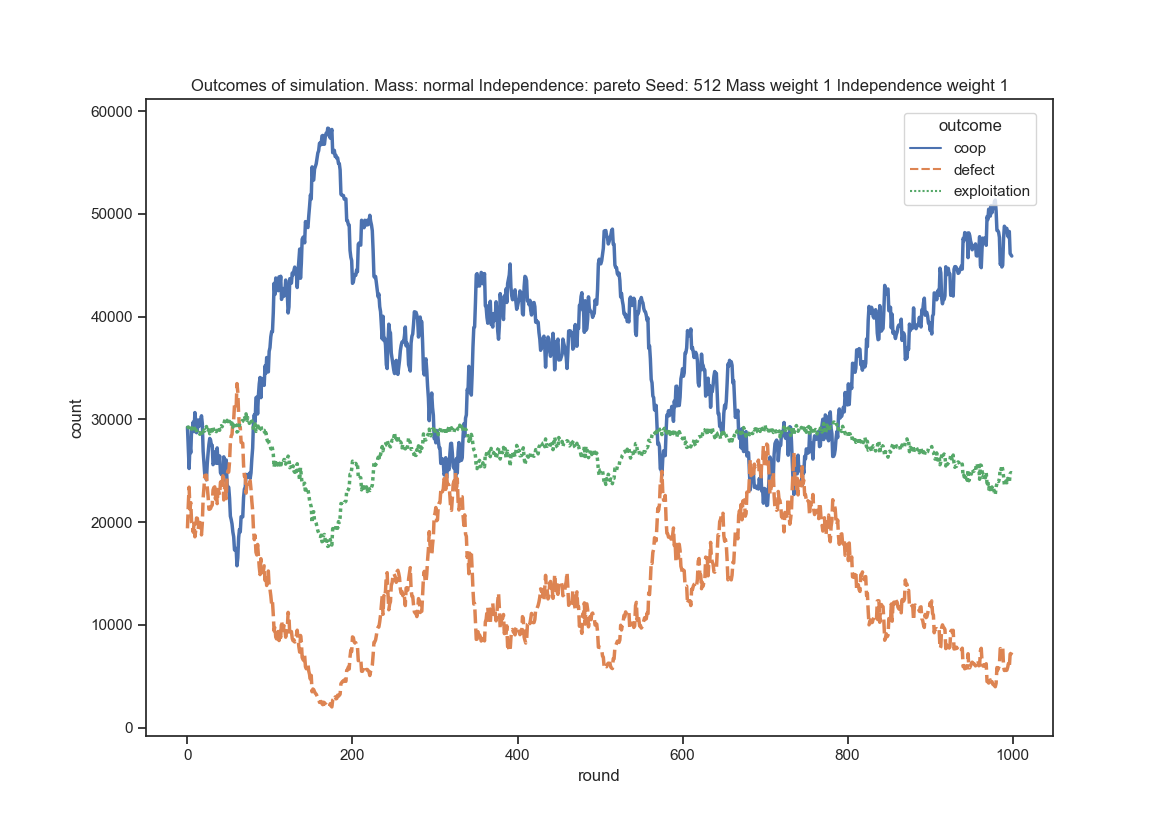 Outcomes of simulation. Mass: normal Independence: pareto Seed: 512 Mass weight 1 Independence weight 1
outcome
coop
defect
exploitation
60000
50000
40000
30000
20000
10000
0
count
0 200 400 600 800 1000
round